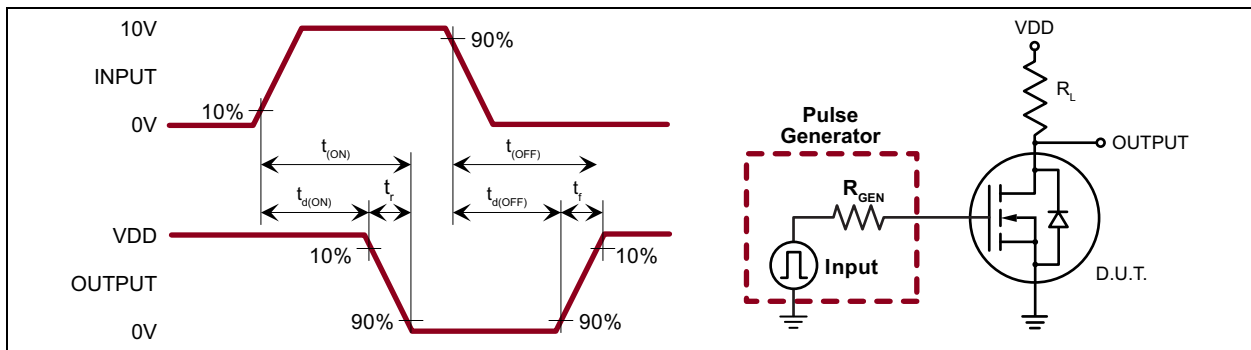 10V
90%
INPUT
10%
0V
t(ON)
t(OFF)
td(ON)
tr
td(OFF)
tf
VDD
10%
10%
OUTPUT
90%
90%
0V
VDD
RL
Pulse
Generator
OUTPUT
RGEN
Input
D.U.T.